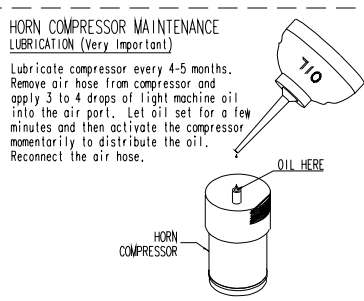 HORN COMPRESSOR MAINTENANCE
LUBRICATION (Very Important)
Lubricate compressor every 4-5 months.
Remove air hose from compressor and
apply 3 to 4 drops of light machine oil
into the air port. Let oil set for a few
minutes and then activate the compressor
momentarily to distribute the oil.
Reconnect the air hose.
OIL
OIL HERE
HORN
COMPRESSOR